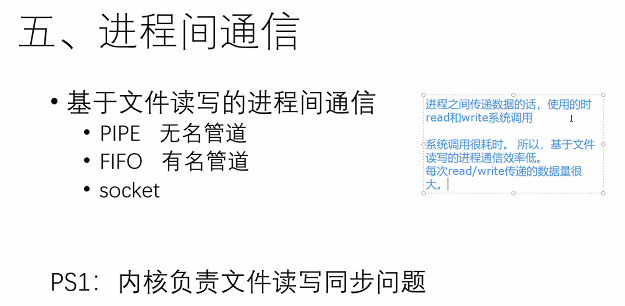 五、进程间通信
• 基于文件读写的进程间通信
• PIPE 无名管道
• FIFO 有名管道
• socket
进程之间传递数据的话，使用的时
read和write系统调用
系统调用很耗时。 所以，基于文件
读写的进程通信效率低。
每次read/write传递的数据量很
大。
PS1：内核负责文件读写同步问题